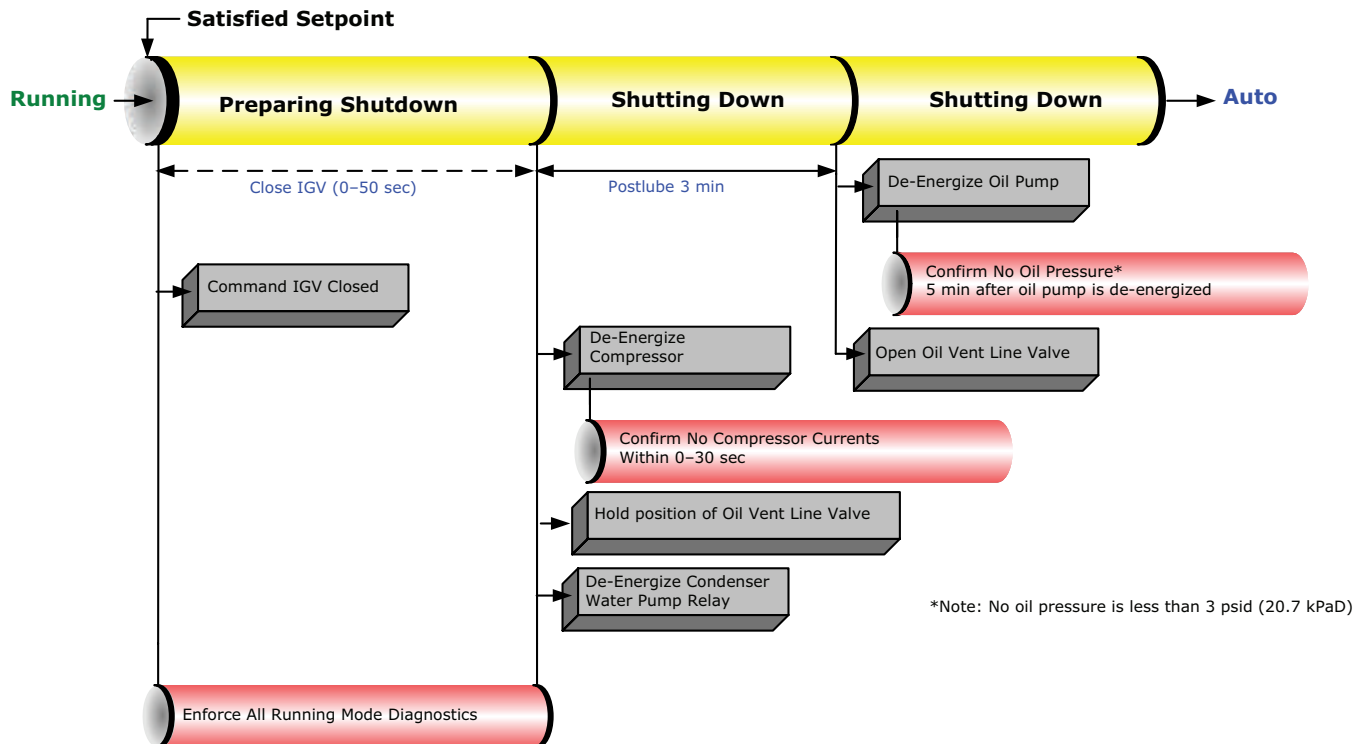 Satisfied Setpoint
Running
Preparing Shutdown
Shutting Down
Shutting Down
Auto
Close IGV (0–50 sec)
Postlube 3 min
De-Energize Oil Pump
Confirm No Oil Pressure*
5 min after oil pump is de-energized
Command IGV Closed
De-Energize
Compressor
Open Oil Vent Line Valve
Confirm No Compressor Currents
Within 0–30 sec
Hold position of Oil Vent Line Valve
De-Energize Condenser
Water Pump Relay
*Note: No oil pressure is less than 3 psid (20.7 kPaD)
Enforce All Running Mode Diagnostics